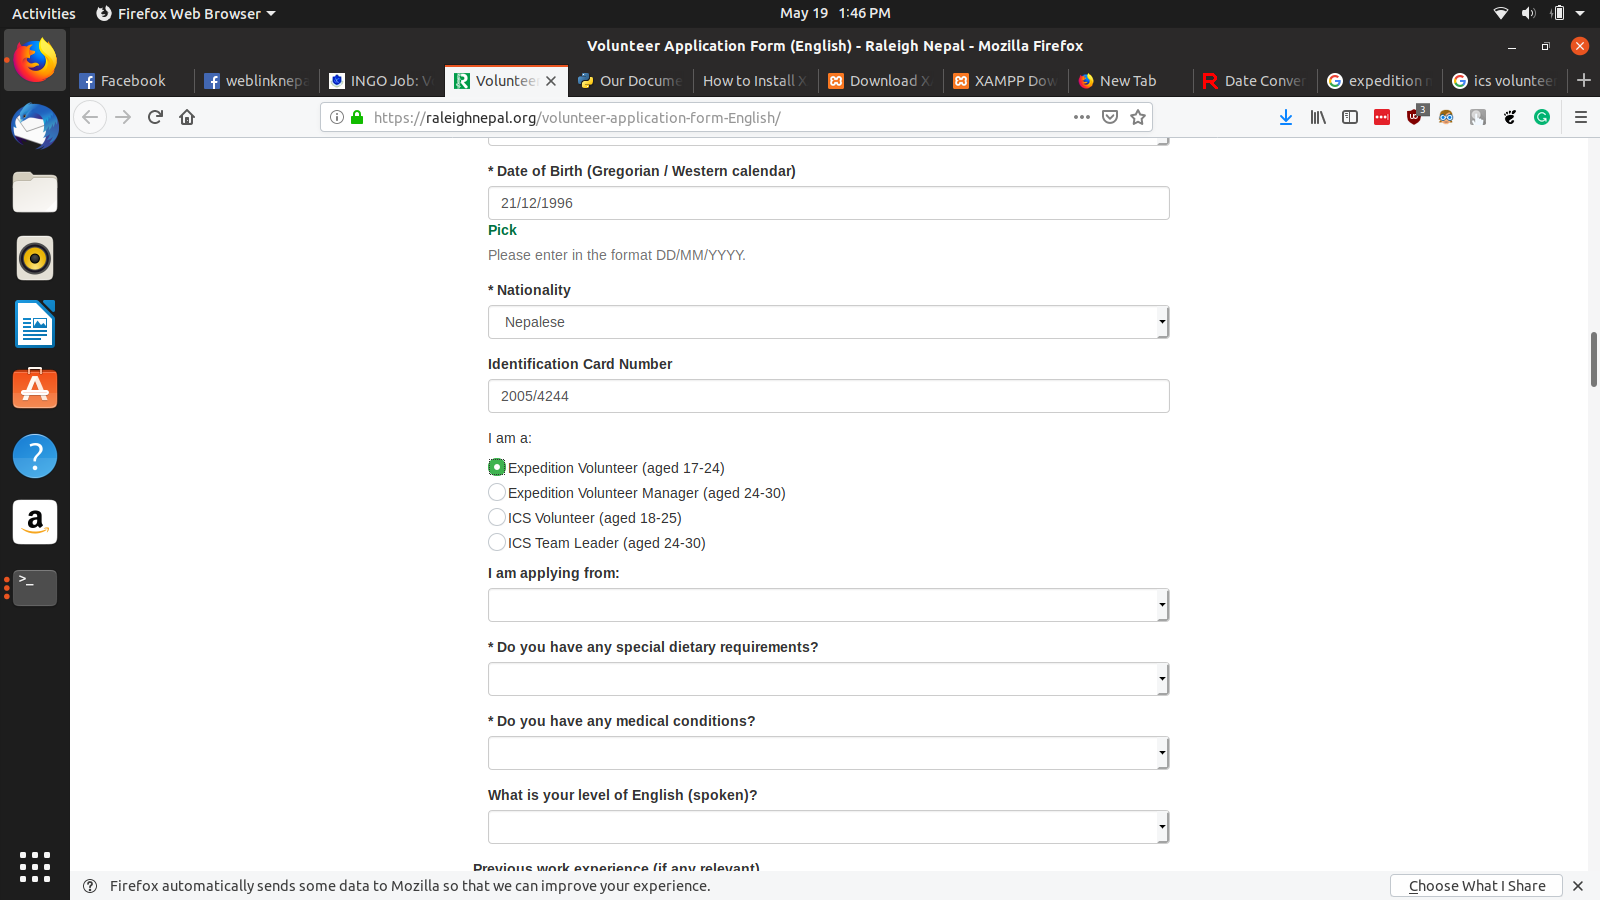 Activities
Firefox Web Browser
May 19 1:46 PM
Volunteer Application Form (English) - Raleigh Nepal - Mozilla Firefox
Facebook
weblinknepa
INGO Job: V
Volunteer
Our Docume
How to Install X
Download X
XAMPP Dow
New Tab
Date Conver
expedition n
ics voluntee
https://raleighnepal.org/volunteer-application-form-English/
3
* Date of Birth (Gregorian / Western calendar)
21/12/1996
Pick
Please enter in the format DD/MM/YYYY.
* Nationality
Nepalese
Identification Card Number
2005/4244
I am a:
Expedition Volunteer (aged 17-24)
Expedition Volunteer Manager (aged 24-30)
ICS Volunteer (aged 18-25)
ICS Team Leader (aged 24-30)
I am applying from:
* Do you have any special dietary requirements?
* Do you have any medical conditions?
What is your level of English (spoken)?
Previous work experience (if any relevant)
Firefox automatically sends some data to Mozilla so that we can improve your experience.
Choose What I Share